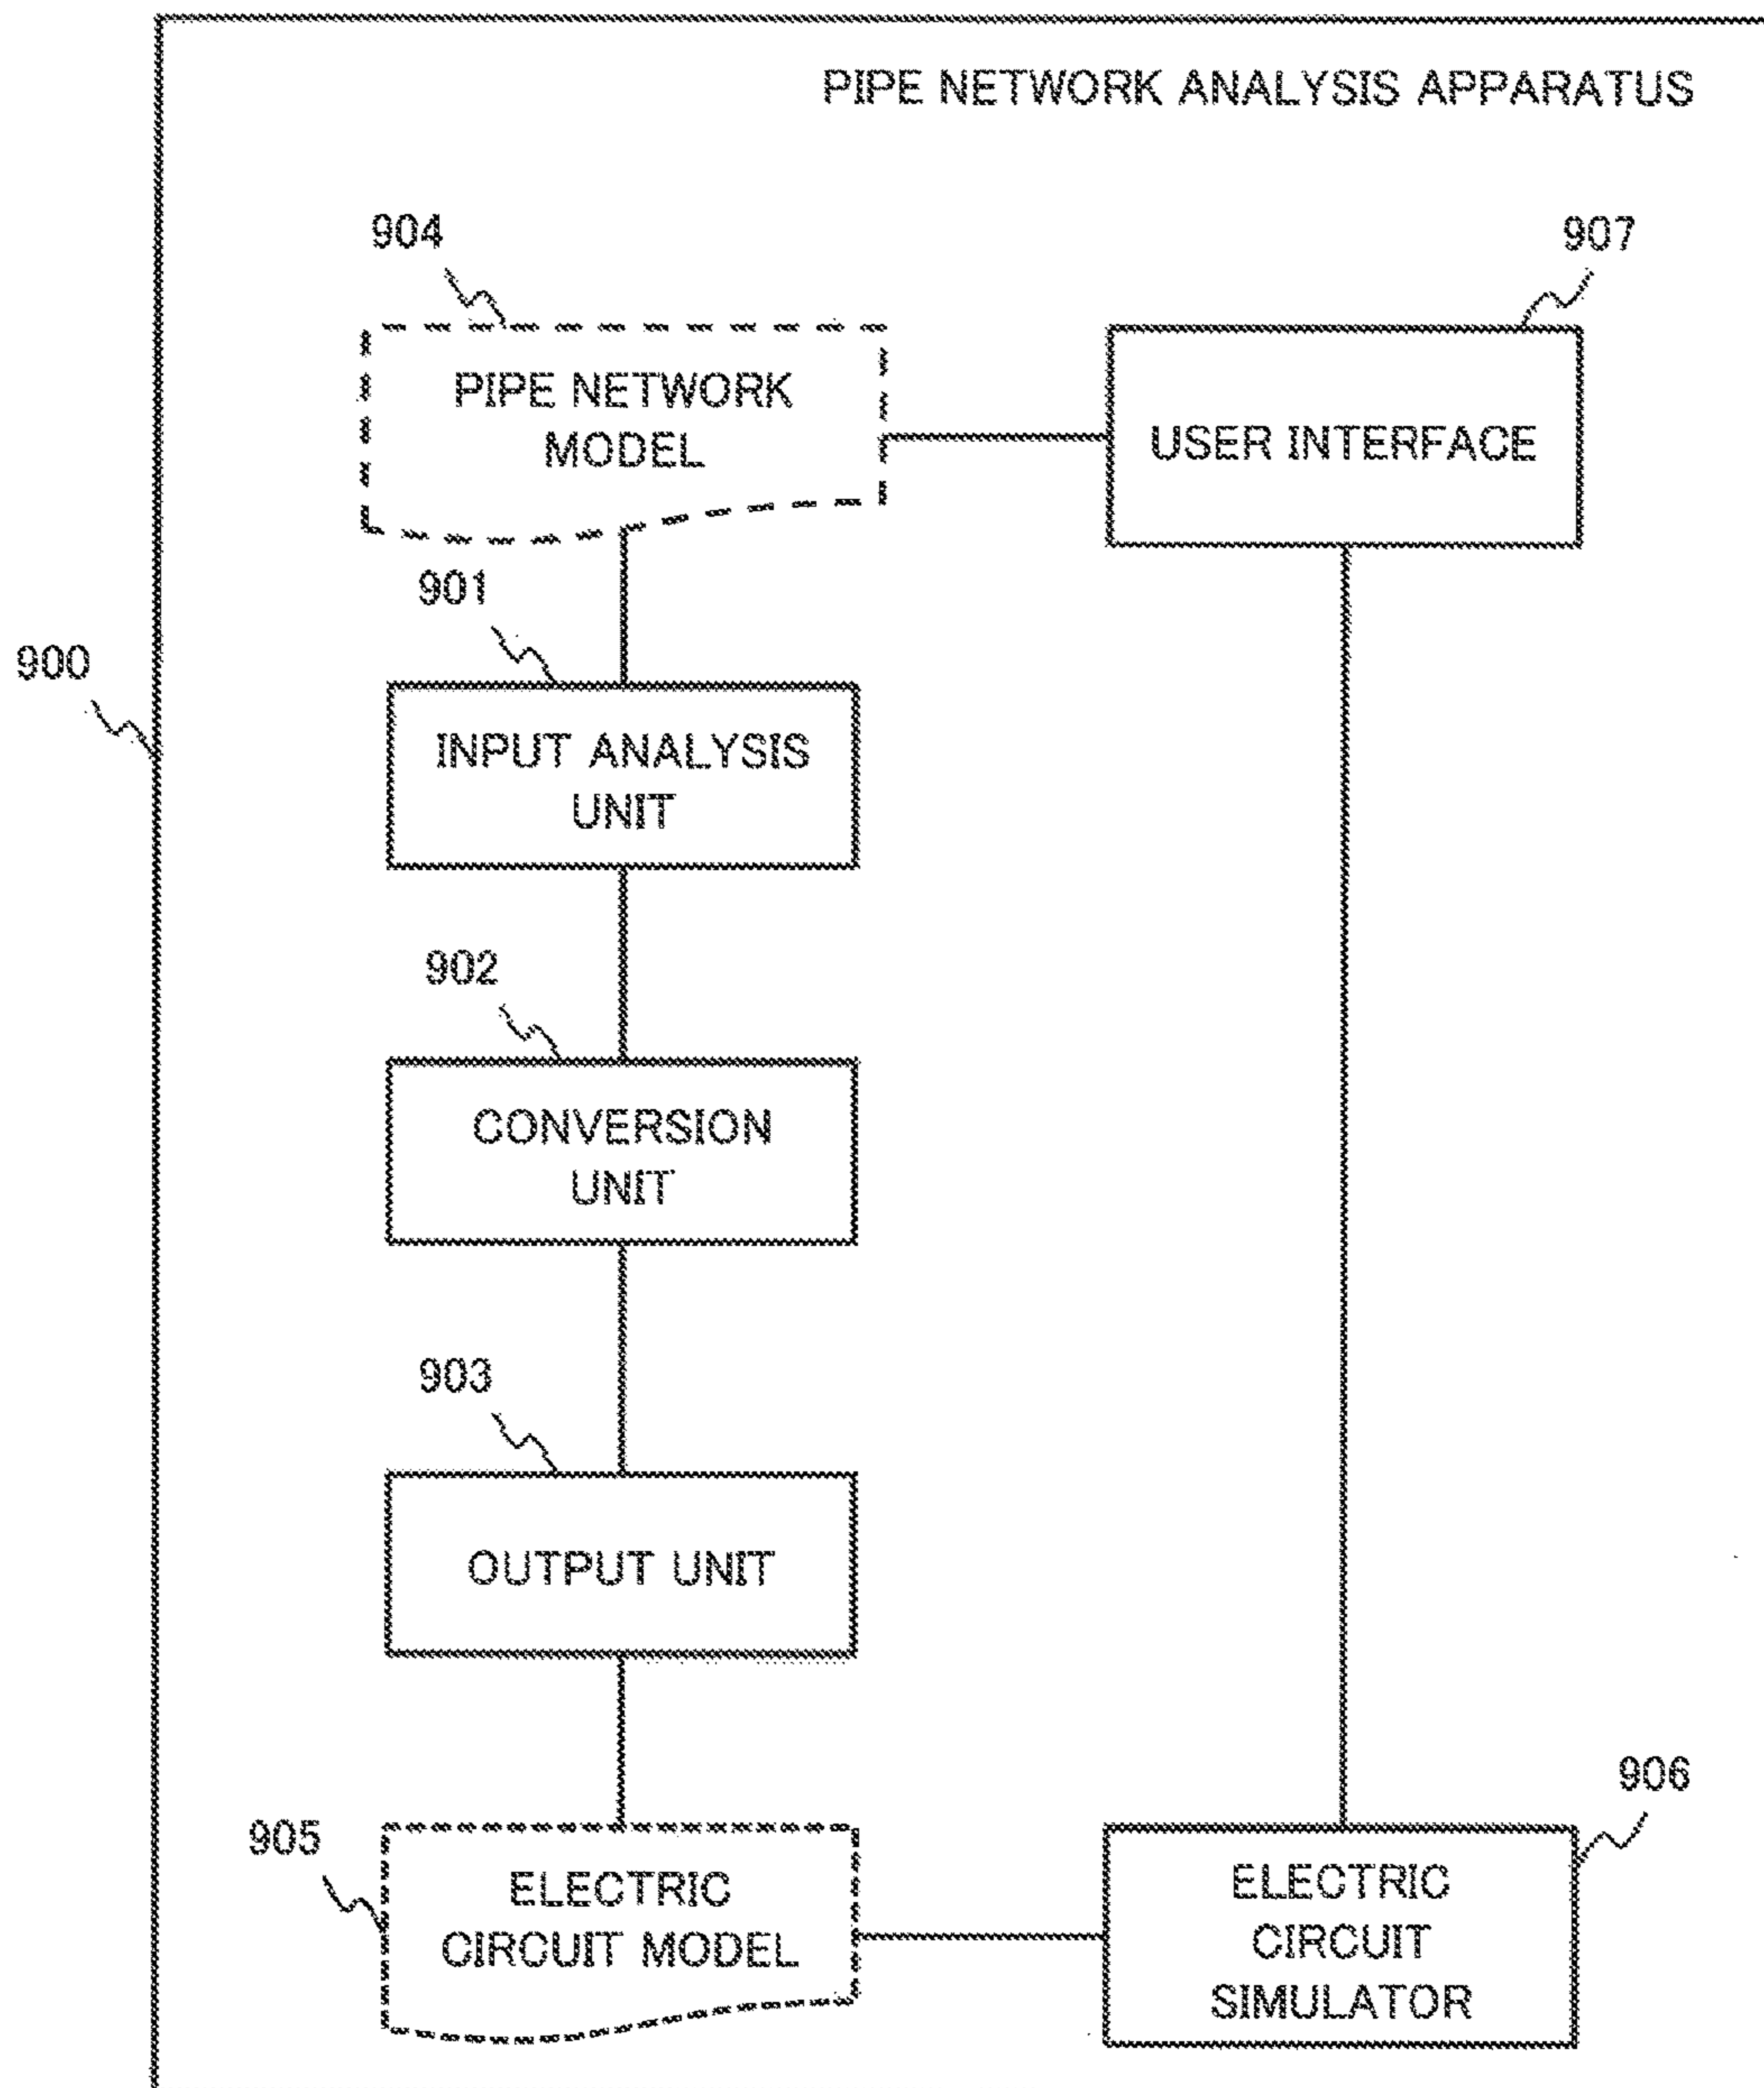 PIPE NETWORK ANALYSIS APPARATUS
904
907
PIPE NETWORK
MODEL
USER INTERFACE
901
900
INPUT ANALYSIS
UNIT
902
CONVERSION
UNIT
903
OUTPUT UNIT
906
905
ELECTRIC
CIRCUIT MODEL
ELECTRIC
CIRCUIT
SIMULATOR